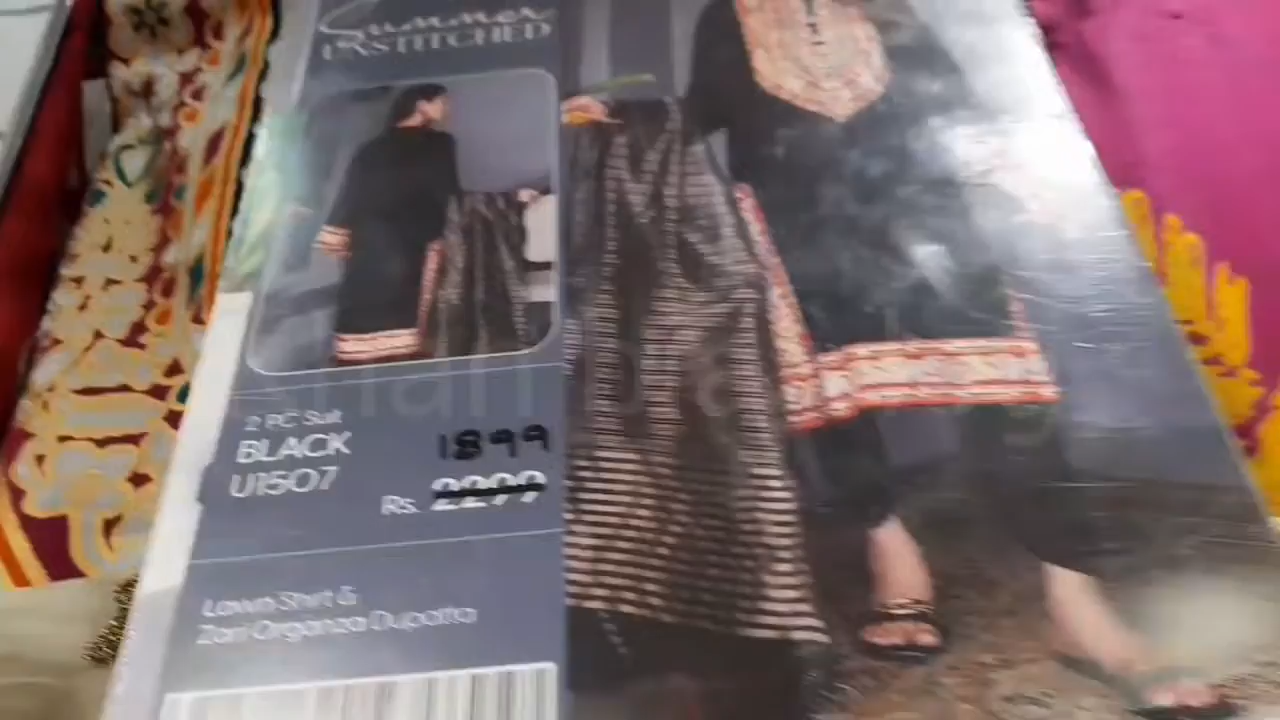 Summer
UNSTITCHED
2 PC Suit
BLACK
U1507
1899
Rs. 2299
Lawn Shirt &
Zari Organza Dupatta